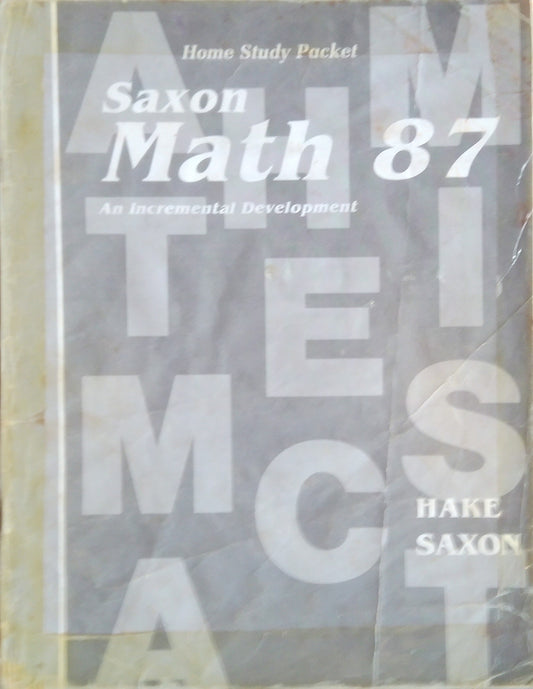 Home Study Packet
Saxon
Math 87
An Incremental Development
HAKE
SAXON
A M
H
T I
E
M S
C
A T